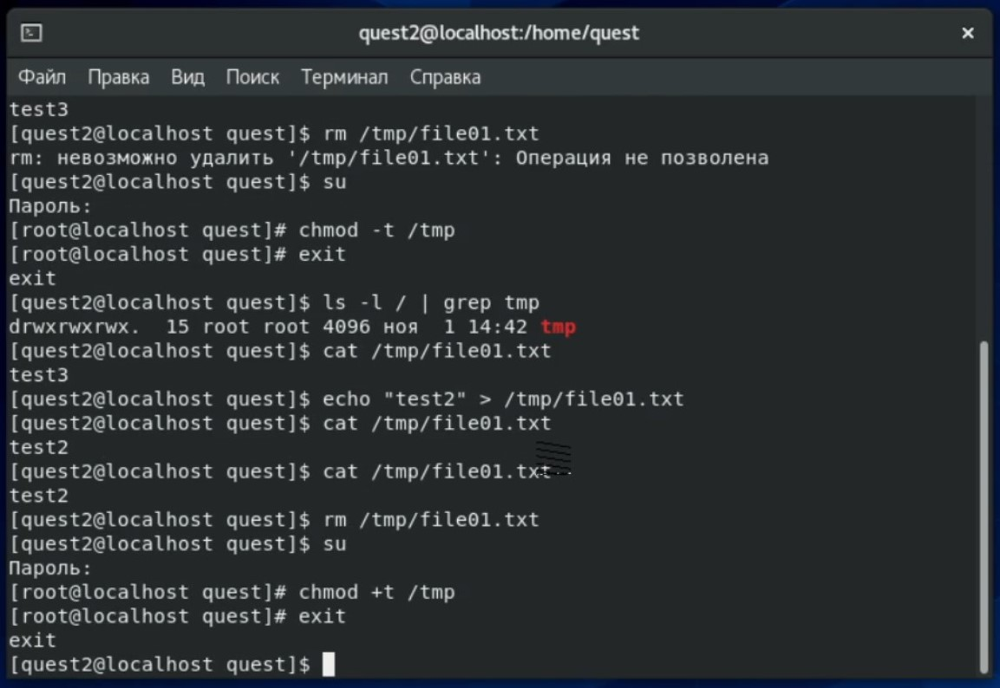 quest2@localhost:/home/quest
Файл Правка Вид Поиск Терминал Справка
test3
[quest2@localhost quest]$ rm /tmp/file01.txt
rm: невозможно удалить '/tmp/file01.txt': Операция не позволена
[quest2@localhost quest]$ su
Пароль:
[root@localhost quest]# chmod -t /tmp
[root@localhost quest]# exit
exit
[quest2@localhost quest]$ ls -l / | grep tmp
drwxrwxrwx.  15 root root 4096 ноя  1 14:42 tmp
[quest2@localhost quest]$ cat /tmp/file01.txt
test3
[quest2@localhost quest]$ echo "test2" > /tmp/file01.txt
[quest2@localhost quest]$ cat /tmp/file01.txt
test2
[quest2@localhost quest]$ cat /tmp/file01.txt
test2
[quest2@localhost quest]$ rm /tmp/file01.txt
[quest2@localhost quest]$ su
Пароль:
[root@localhost quest]# chmod +t /tmp
[root@localhost quest]# exit
exit
[quest2@localhost quest]$